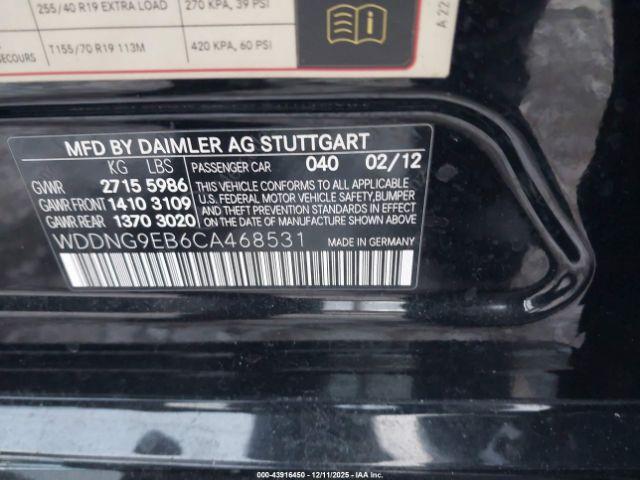 255/40 R19 EXTRA LOAD 270 KPA, 39 PSI
SECOURS T155/70 R19 113M 420 KPA, 60 PSI
A 22
MFD BY DAIMLER AG STUTTGART
KG LBS PASSENGER CAR 040 02/12
GVWR 2715 5986 THIS VEHICLE CONFORMS TO ALL APPLICABLE
GAWR FRONT 1410 3109 U.S. FEDERAL MOTOR VEHICLE SAFETY, BUMPER
GAWR REAR 1370 3020 AND THEFT PREVENTION STANDARDS IN EFFECT
ON THE DATE OF MANUFACTURE SHOWN ABOVE.
WDDNG9EB6CA468531 MADE IN GERMANY
000-43916450 - 12/11/2025 - IAA Inc.